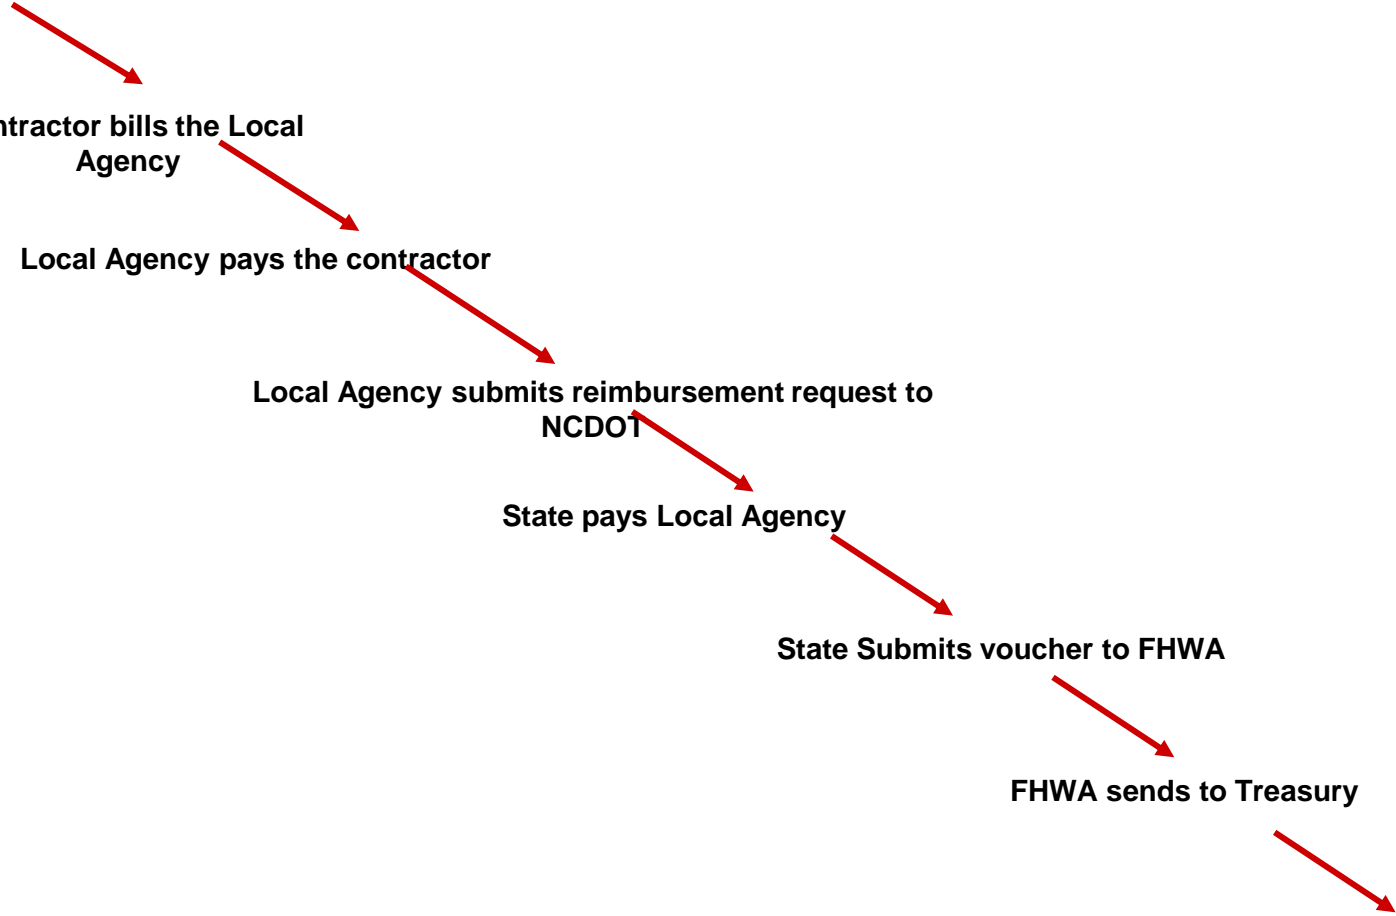 ntractor bills the Local
Agency
Local Agency pays the contractor
Local Agency submits reimbursement request to
NCDOT
State pays Local Agency
State Submits voucher to FHWA
FHWA sends to Treasury